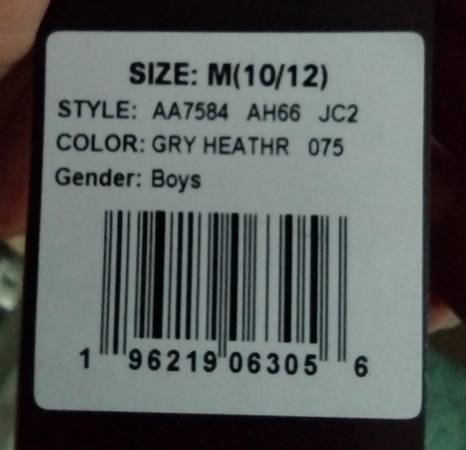 SIZE: M(10/12)
STYLE: AA7584 AH66 JC2
COLOR: GRY HEATHR 075
Gender: Boys
1 96219 06305 6